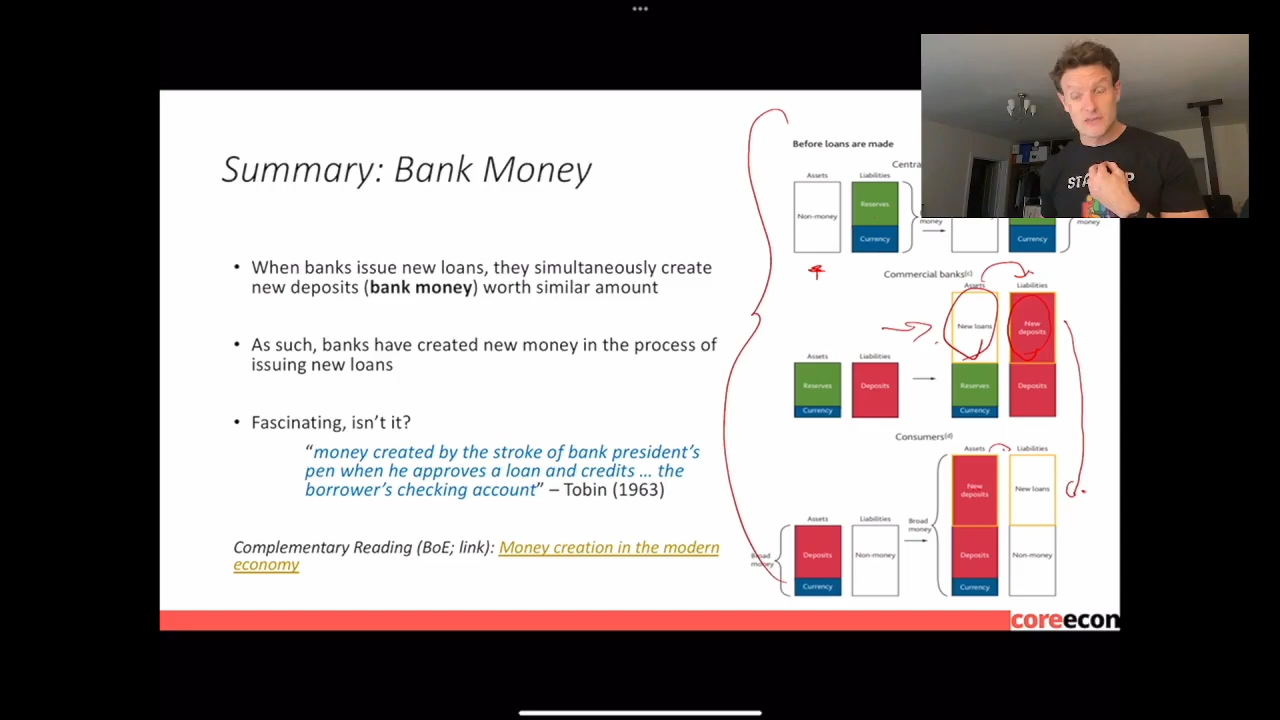 Summary: Bank Money
• When banks issue new loans, they simultaneously create
new deposits (bank money) worth similar amount
• As such, banks have created new money in the process of
issuing new loans
• Fascinating, isn't it?
"money created by the stroke of bank president's
pen when he approves a loan and credits … the
borrower's checking account" – Tobin (1963)
Complementary Reading (BoE; link): Money creation in the modern
economy
Before loans are made
Assets Liabilities
Non-money Reserves
Currency
money
Currency
money
Commercial banks(c)
Assets Liabilities
New loans New
deposits
Assets Liabilities
Reserves Deposits
Currency
Reserves Deposits
Currency
Consumers(d)
Assets Liabilities
New
deposits
New loans
Assets Liabilities
Broad
money
Broad
money
Deposits Non-money
Currency
Deposits Non-money
Currency
coreecon